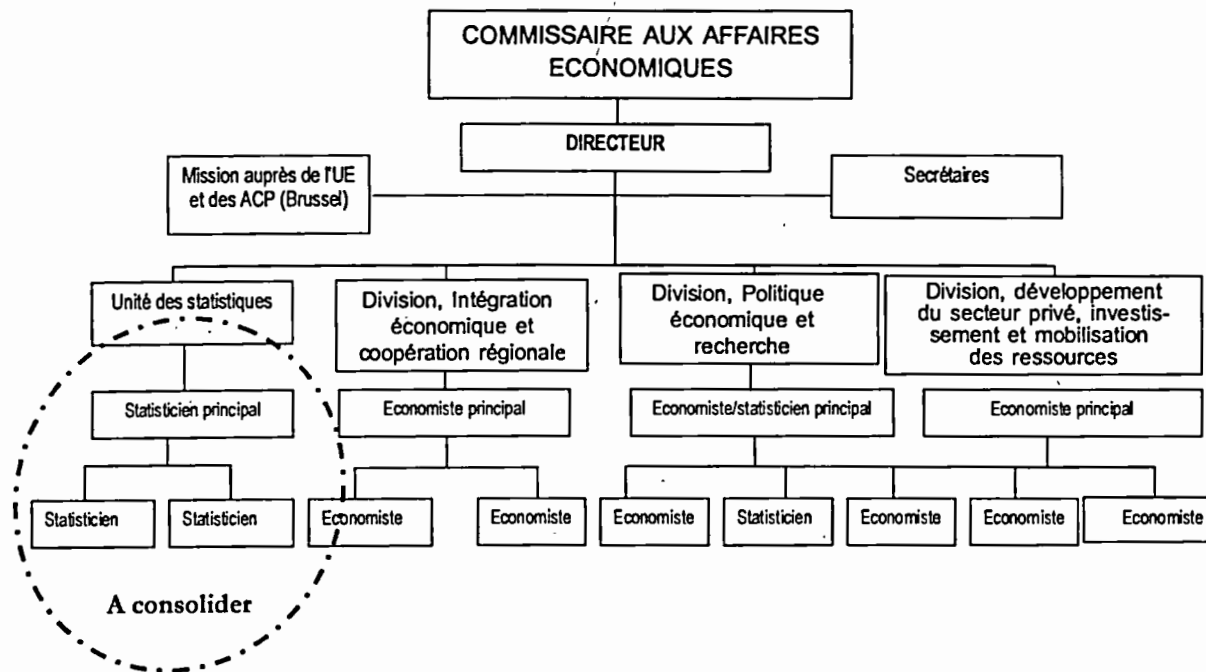 COMMISSAIRE AUX AFFAIRES
ECONOMIQUES
DIRECTEUR
Mission auprès de l'UE
et des ACP (Brussel)
Secrétaires
Unité des statistiques
Division, Intégration
économique et
coopération régionale
Division, Politique
économique et
recherche
Division, développement
du secteur privé, investis-
sement et mobilisation
des ressources
Statisticien principal
Economiste principal
Economiste/statisticien principal
Economiste principal
Statisticien
Statisticien
Economiste
Economiste
Economiste
Statisticien
Economiste
Economiste
Economiste
A consolider